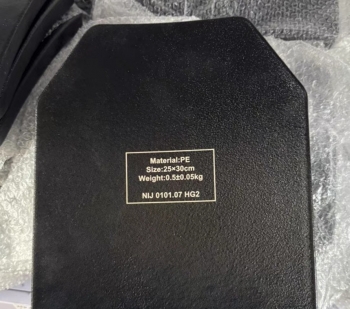 Material:PE
Size:25×30cm
Weight:0.5±0.05kg
NIJ 0101.07 HG2